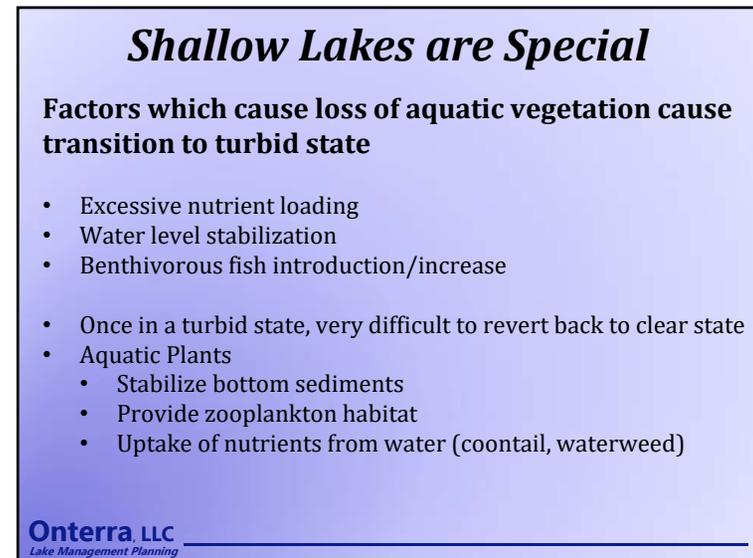 Shallow Lakes are Special
Factors which cause loss of aquatic vegetation cause
transition to turbid state
• Excessive nutrient loading
• Water level stabilization
• Benthivorous fish introduction/increase
• Once in a turbid state, very difficult to revert back to clear state
• Aquatic Plants
• Stabilize bottom sediments
• Provide zooplankton habitat
• Uptake of nutrients from water (coontail, waterweed)
Onterra, LLC
Lake Management Planning